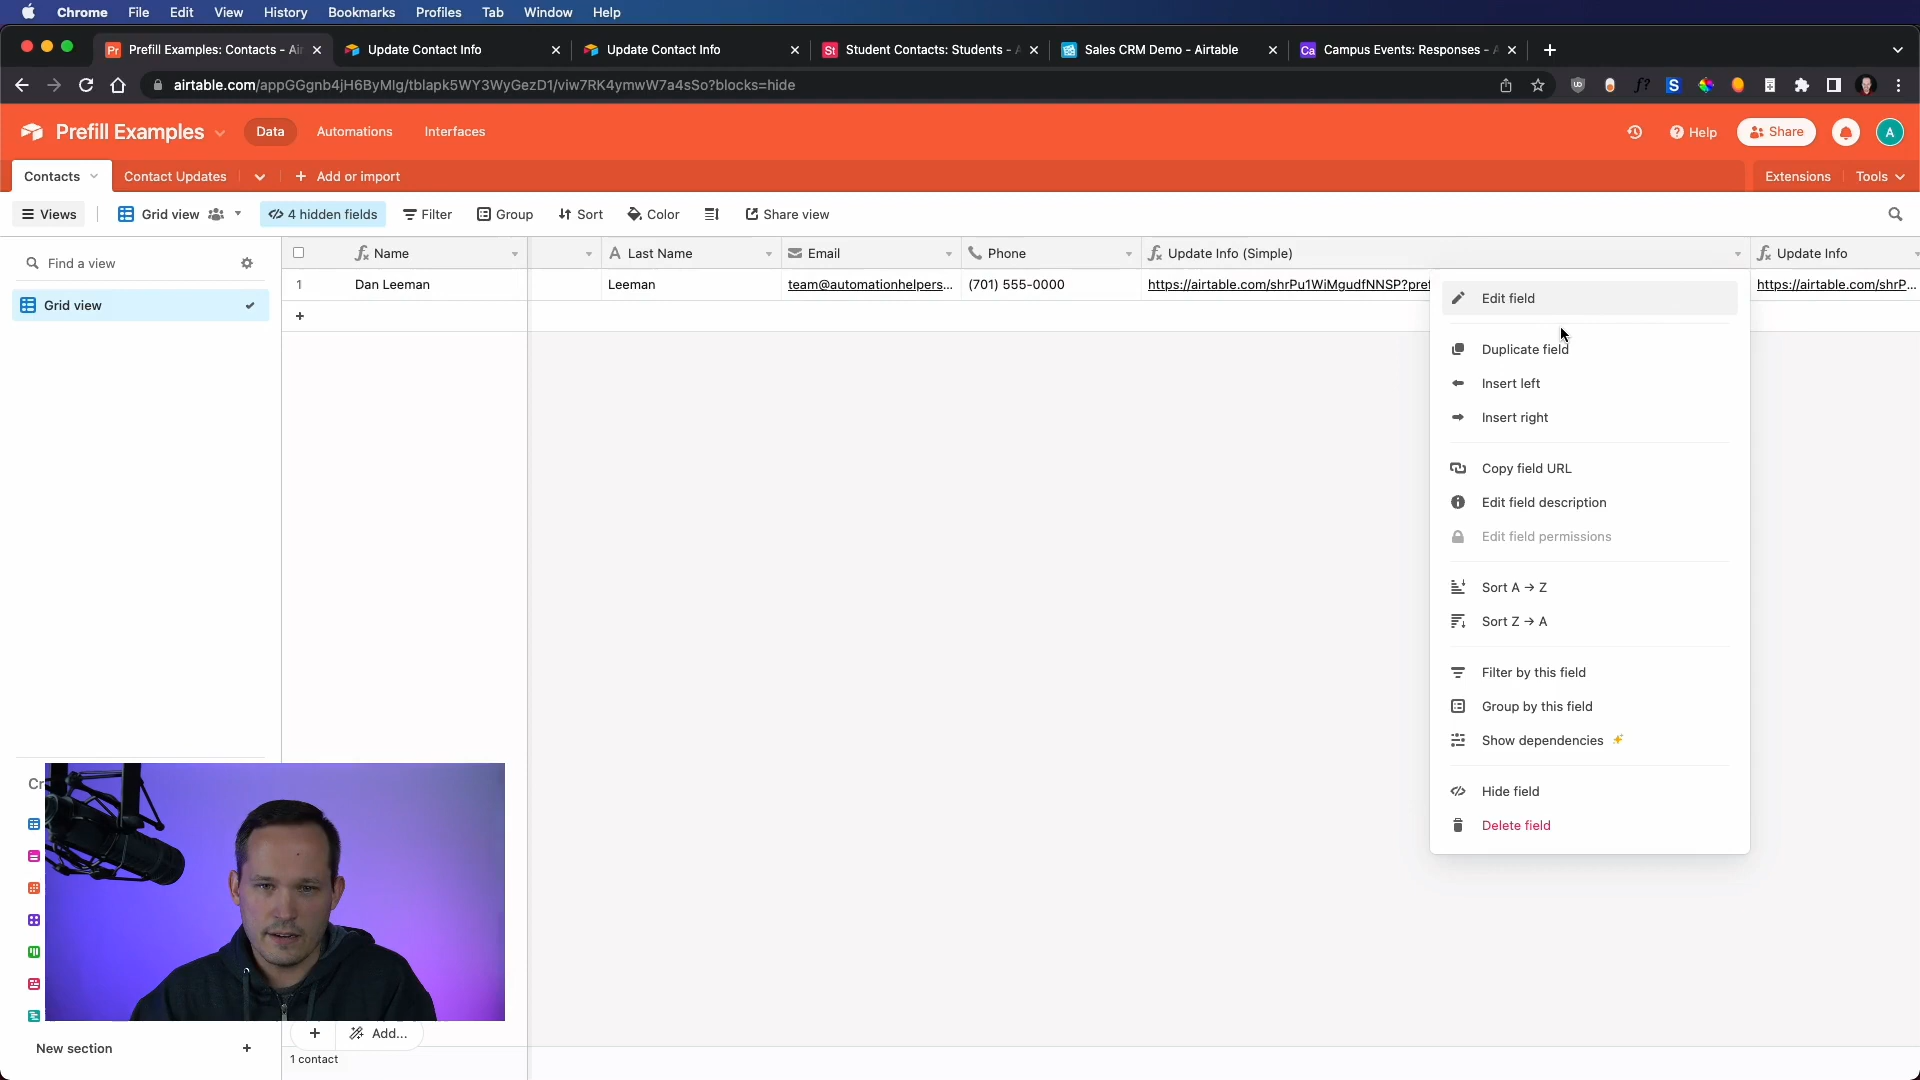 Chrome File Edit View History Bookmarks Profiles Tab Window Help
Pr Prefill Examples: Contacts - Ai
Update Contact Info
Update Contact Info
St Student Contacts: Students - A
Sales CRM Demo - Airtable
Ca Campus Events: Responses - A
airtable.com/appGGgnb4jH6ByMlg/tblapk5WY3WyGezD1/viw7RK4ymwW7a4sSo?blocks=hide
Prefill Examples Data Automations Interfaces Help Share A
Contacts Contact Updates + Add or import Extensions Tools
Views Grid view 4 hidden fields Filter Group Sort Color Share view
Find a view
Grid view
Name Last Name Email Phone Update Info (Simple) Update Info
1 Dan Leeman Leeman team@automationhelpers... (701) 555-0000 https://airtable.com/shrPu1WiMgudfNNSP?pref https://airtable.com/shrP...
+
Edit field
Duplicate field
Insert left
Insert right
Copy field URL
Edit field description
Edit field permissions
Sort A → Z
Sort Z → A
Filter by this field
Group by this field
Show dependencies
Hide field
Delete field
Cr
+ Add...
New section +
1 contact